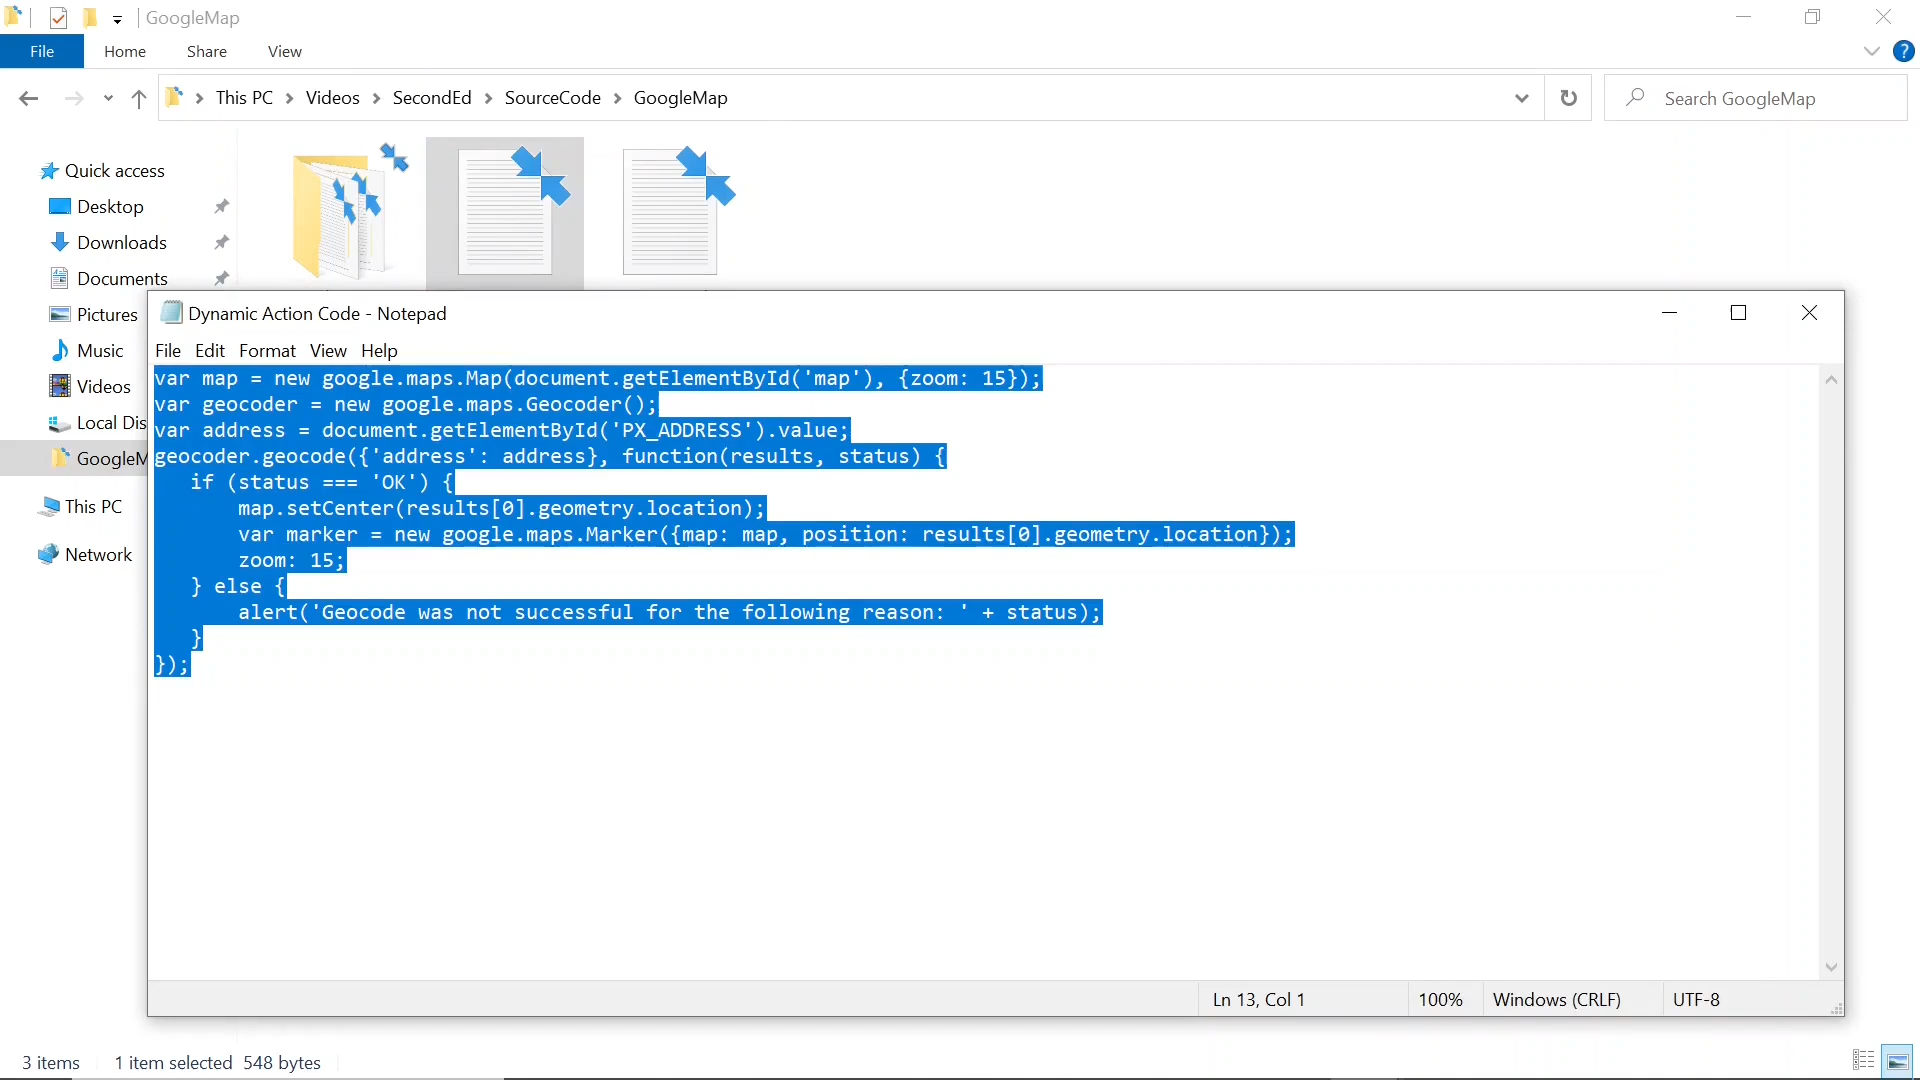 GoogleMap
File Home Share View
?
This PC Videos SecondEd SourceCode GoogleMap
Search GoogleMap
Quick access
Desktop
Downloads
Documents
Pictures
Music
Videos
Local Dis
GoogleM
This PC
Network
Dynamic Action Code - Notepad
File Edit Format View Help
var map = new google.maps.Map(document.getElementById('map'), {zoom: 15});
var geocoder = new google.maps.Geocoder();
var address = document.getElementById('PX_ADDRESS').value;
geocoder.geocode({'address': address}, function(results, status) {
if (status === 'OK') {
map.setCenter(results[0].geometry.location);
var marker = new google.maps.Marker({map: map, position: results[0].geometry.location});
zoom: 15;
} else {
alert('Geocode was not successful for the following reason: ' + status);
}
});
Ln 13, Col 1 100% Windows (CRLF) UTF-8
3 items 1 item selected 548 bytes